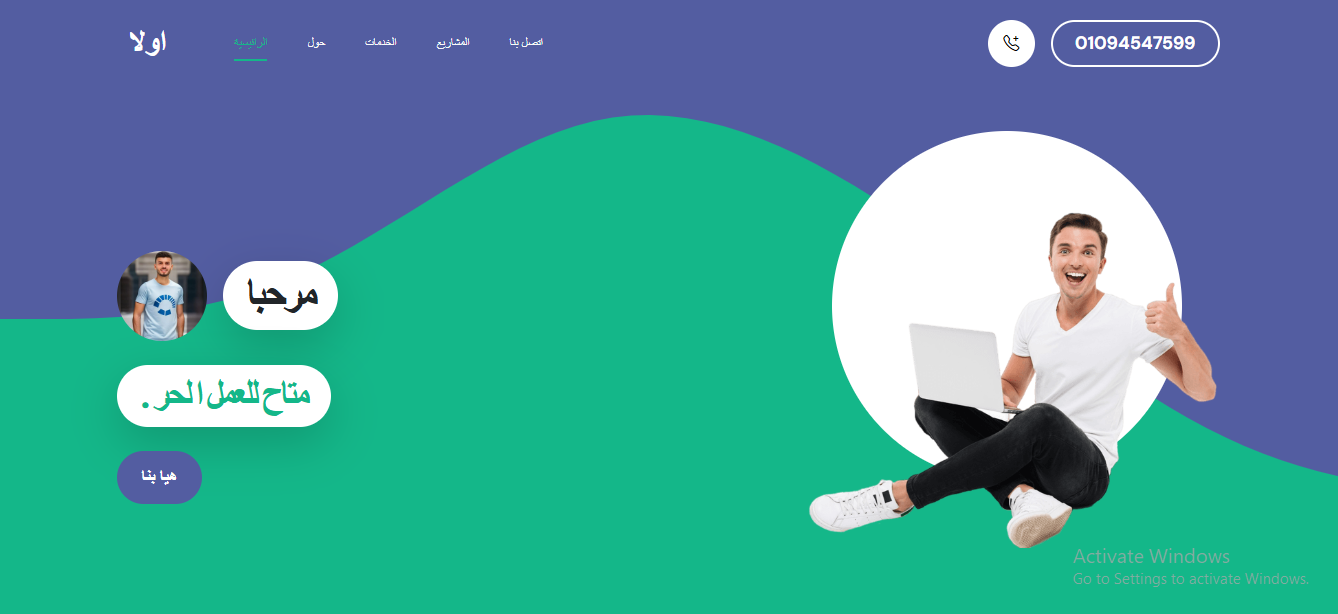 اولا
الرائيسيه
حول
الخدمات
المشاريع
اتصل بنا
01094547599
مرحبا
متاح للعمل الحر .
هيا بنا
Activate Windows
Go to Settings to activate Windows.